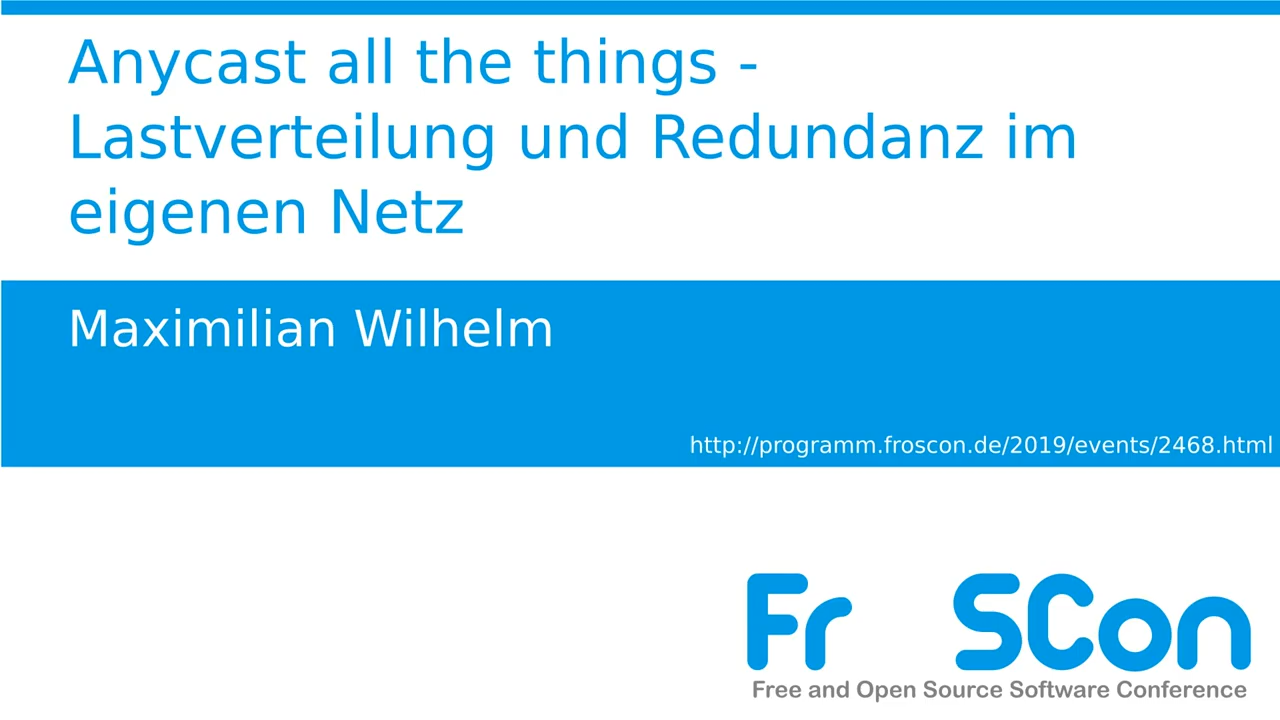 Anycast all the things -
Lastverteilung und Redundanz im
eigenen Netz
Maximilian Wilhelm
http://programm.froscon.de/2019/events/2468.html
Fr SCon
Free and Open Source Software Conference